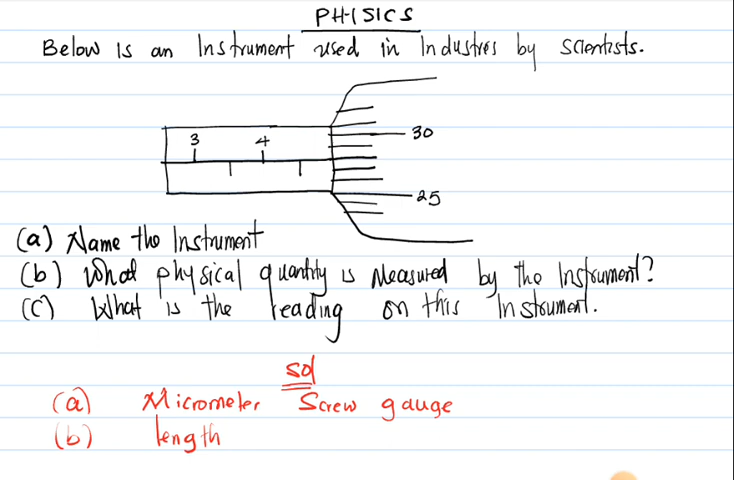 PHYSICS
Below is an Instrument used in Industries by scientists.
3 4
30
25
(a) Name the Instrument
(b) What physical quantity is Measured by the Instrument?
(c) What is the reading on this Instrument.
sol
(a) Micrometer Screw gauge
(b) length